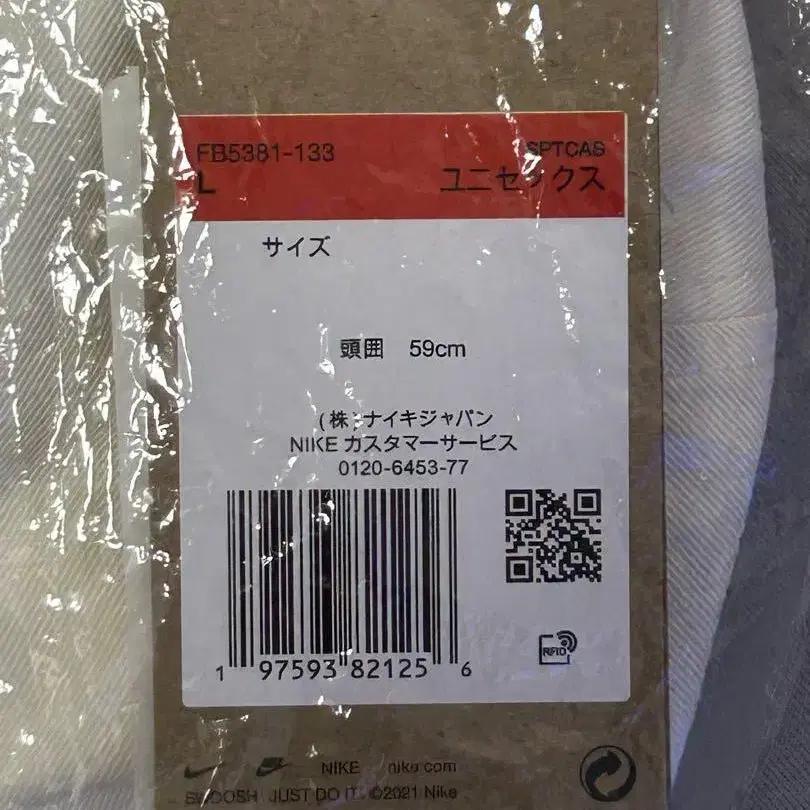 FB5381-133
SPTCAS
L
ユニセックス
サイズ
頭囲 59cm
(株)ナイキジャパン
NIKE カスタマーサービス
0120-6453-77
1 97593 82125 6
RFID
NIKE nike.com
SWOOSH JUST DO IT ©2021 Nike